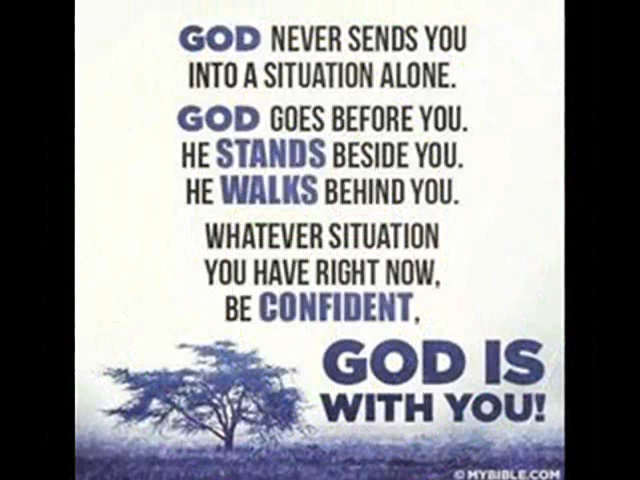 GOD NEVER SENDS YOU
INTO A SITUATION ALONE.
GOD GOES BEFORE YOU.
HE STANDS BESIDE YOU.
HE WALKS BEHIND YOU.
WHATEVER SITUATION
YOU HAVE RIGHT NOW,
BE CONFIDENT,
GOD IS
WITH YOU!
© MYBIBLE.COM